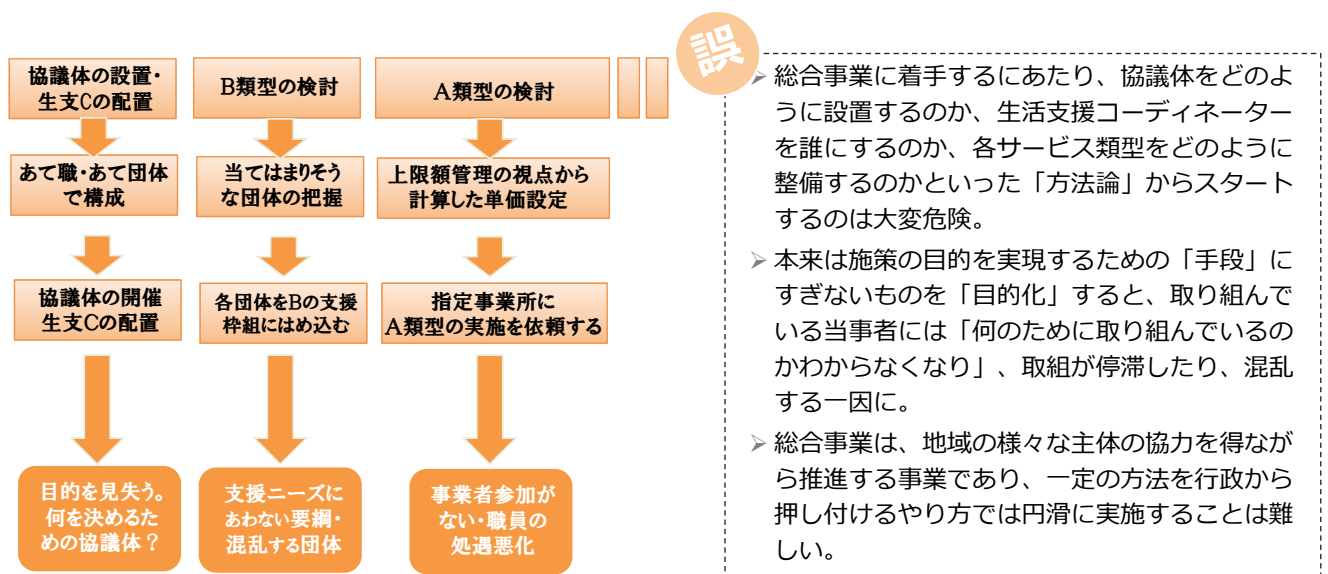 協議体の設置・
生支Cの配置
あて職・あて団体
で構成
協議体の開催
生支Cの配置
目的を見失う。
何を決めるた
めの協議体？
B類型の検討
当てはまりそう
な団体の把握
各団体をBの支援
枠組にはめ込む
支援ニーズに
あわない要綱・
混乱する団体
A類型の検討
上限額管理の視点から
計算した単価設定
指定事業所に
A類型の実施を依頼する
事業者参加が
ない・職員の
処遇悪化
誤
➢ 総合事業に着手するにあたり、協議体をどのよ
うに設置するのか、生活支援コーディネーター
を誰にするのか、各サービス類型をどのように
整備するのかといった「方法論」からスタート
するのは大変危険。
➢ 本来は施策の目的を実現するための「手段」に
すぎないものを「目的化」すると、取り組んで
いる当事者には「何のために取り組んでいるの
かわからなくなり」、取組が停滞したり、混乱
する一因に。
➢ 総合事業は、地域の様々な主体の協力を得なが
ら推進する事業であり、一定の方法を行政から
押し付けるやり方では円滑に実施することは難
しい。